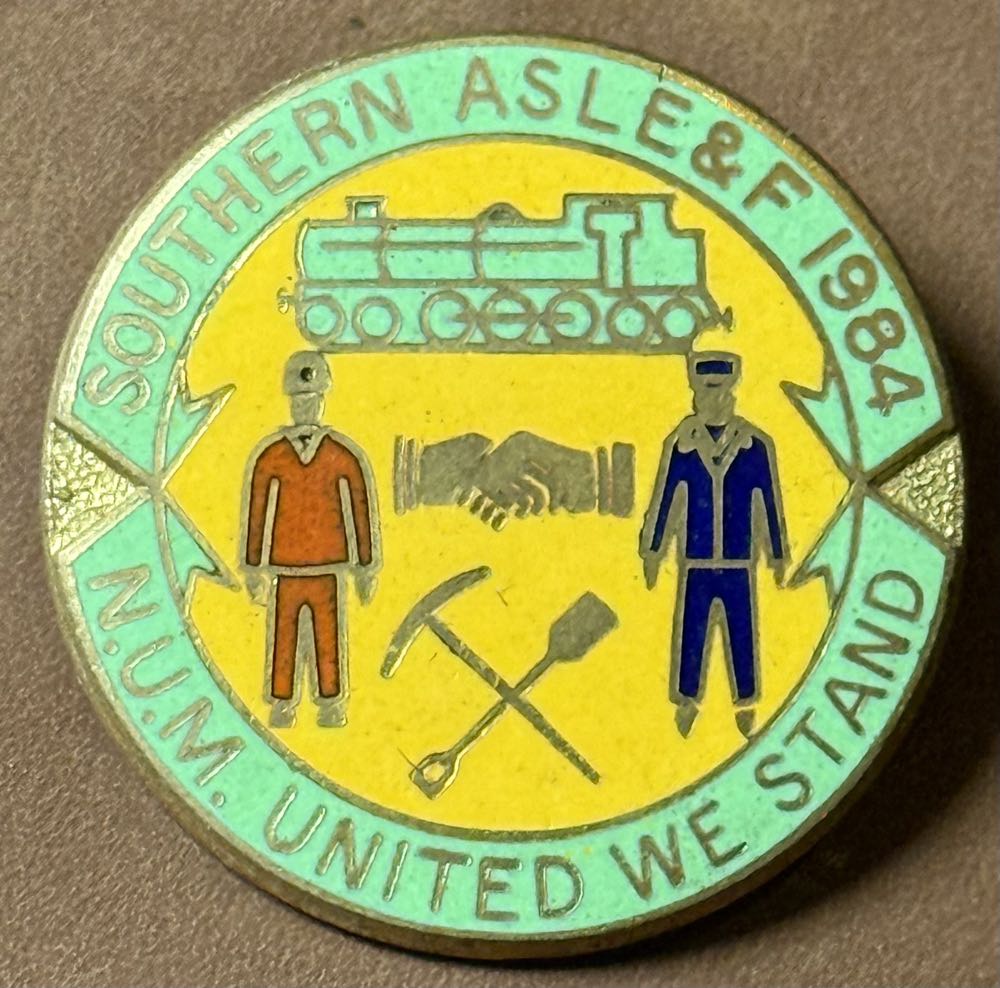 SOUTHERN ASLE&F 1984
N.U.M. UNITED WE STAND